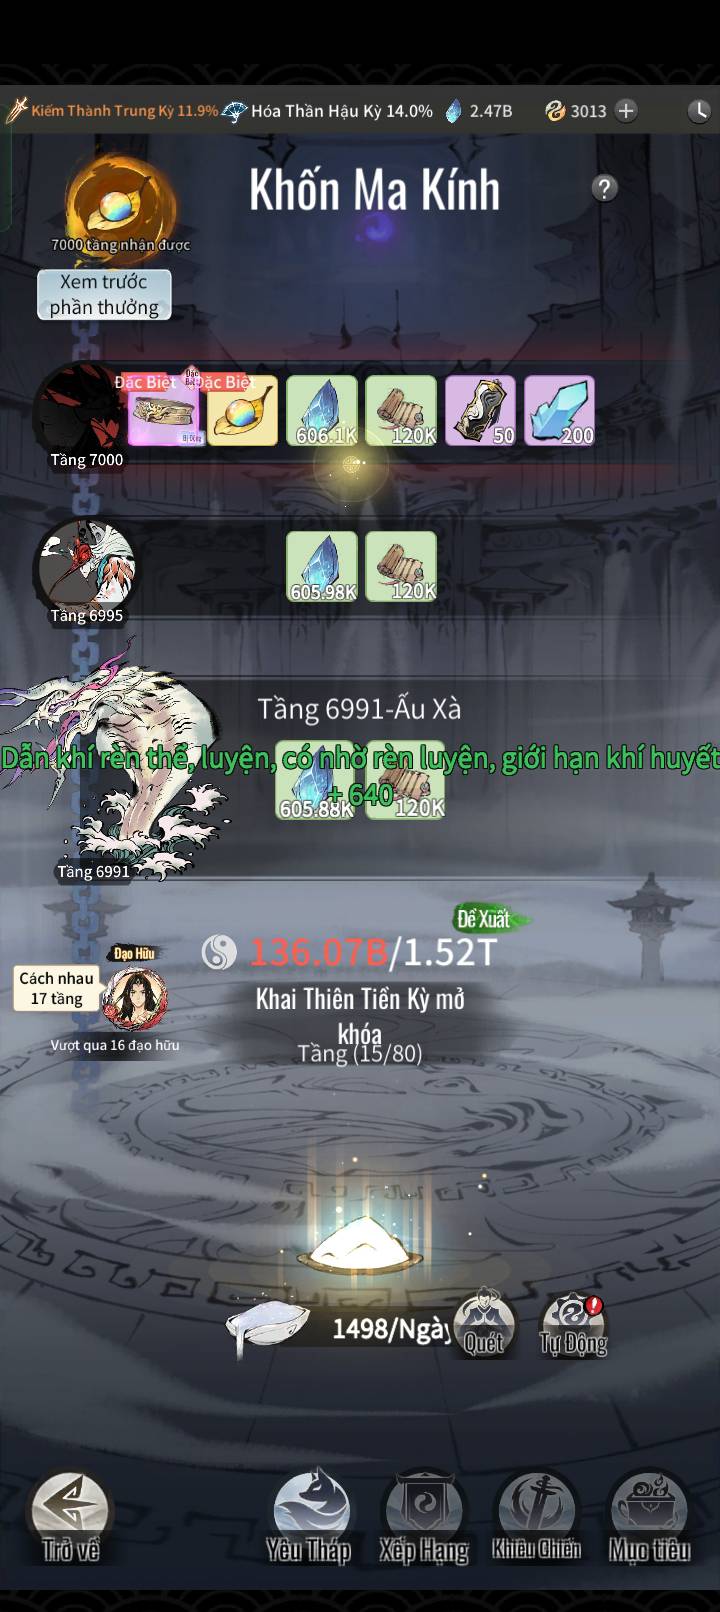 Kiếm Thành Trung Kỳ 11.9% Hóa Thần Hậu Kỳ 14.0% 2.47B 3013
Khốn Ma Kính ?
7000 tầng nhận được
Xem trước
phần thưởng
Đặc Biệt Đặc Biệt Đặc Biệt
Bị Động 606.1K 120K 50 200
Tầng 7000
605.98K 120K
Tầng 6995
Tầng 6991-Ấu Xà
Dẫn khí rèn thể, luyện, có nhờ rèn luyện, giới hạn khí huyết
+ 640
605.88K 120K
Tầng 6991
Đề Xuất
136.07B/1.52T
Đạo Hữu
Cách nhau
17 tầng
Khai Thiên Tiền Kỳ mở
khóa
Vượt qua 16 đạo hữu
Tầng (15/80)
1498/Ngày
Quét
Tự Động
Trở về
Yêu Tháp
Xếp Hạng
Khiêu Chiến
Mục tiêu